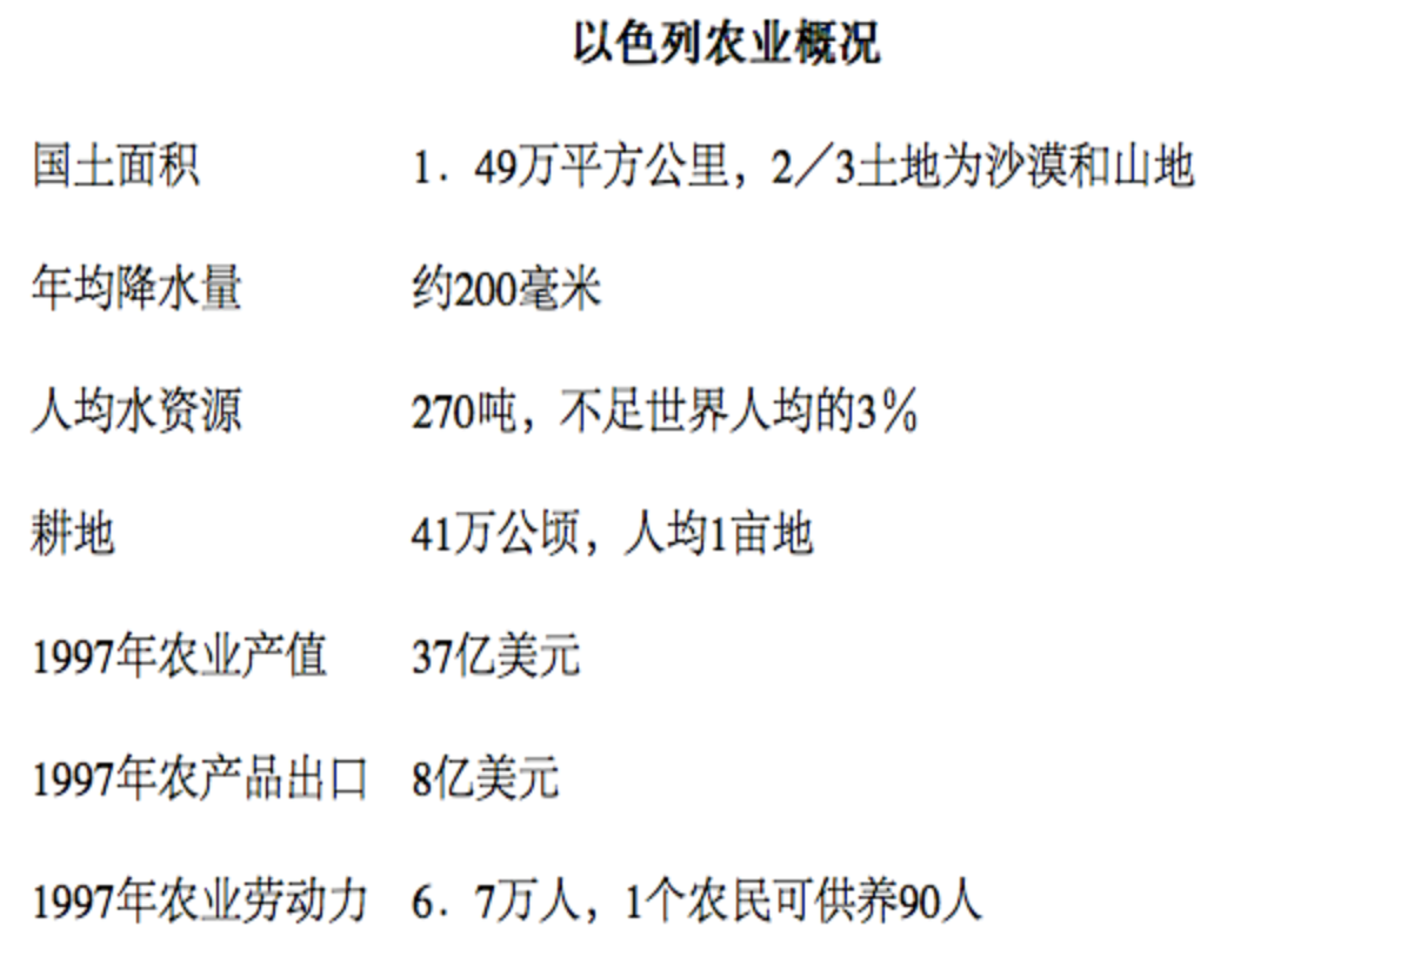 以色列农业概况
国土面积 1．49万平方公里，2／3土地为沙漠和山地
年均降水量 约200毫米
人均水资源 270吨，不足世界人均的3％
耕地 41万公顷，人均1亩地
1997年农业产值 37亿美元
1997年农产品出口 8亿美元
1997年农业劳动力 6．7万人，1个农民可供养90人